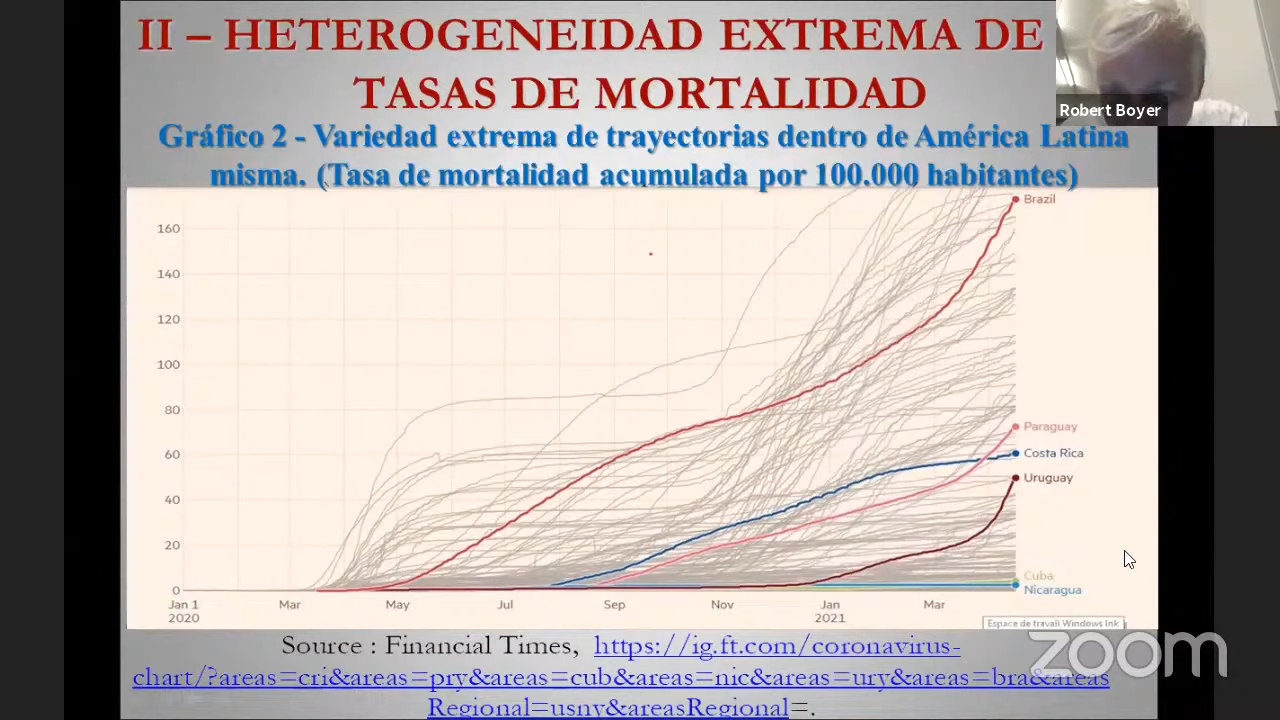 II – HETEROGENEIDAD EXTREMA DE
TASAS DE MORTALIDAD
Robert Boyer
Gráfico 2 - Variedad extrema de trayectorias dentro de América Latina
misma. (Tasa de mortalidad acumulada por 100.000 habitantes)
160
140
120
100
80
60
40
20
0
Brazil
Paraguay
Costa Rica
Uruguay
Cuba
Nicaragua
Jan 1 Mar May Jul Sep Nov Jan Mar
2020 2021
Espace de travail Windows Ink
zoom
Source : Financial Times, https://ig.ft.com/coronavirus-
chart/?areas=cri&areas=pry&areas=cub&areas=nic&areas=ury&areas=bra&areas
Regional=usny&areasRegional=.